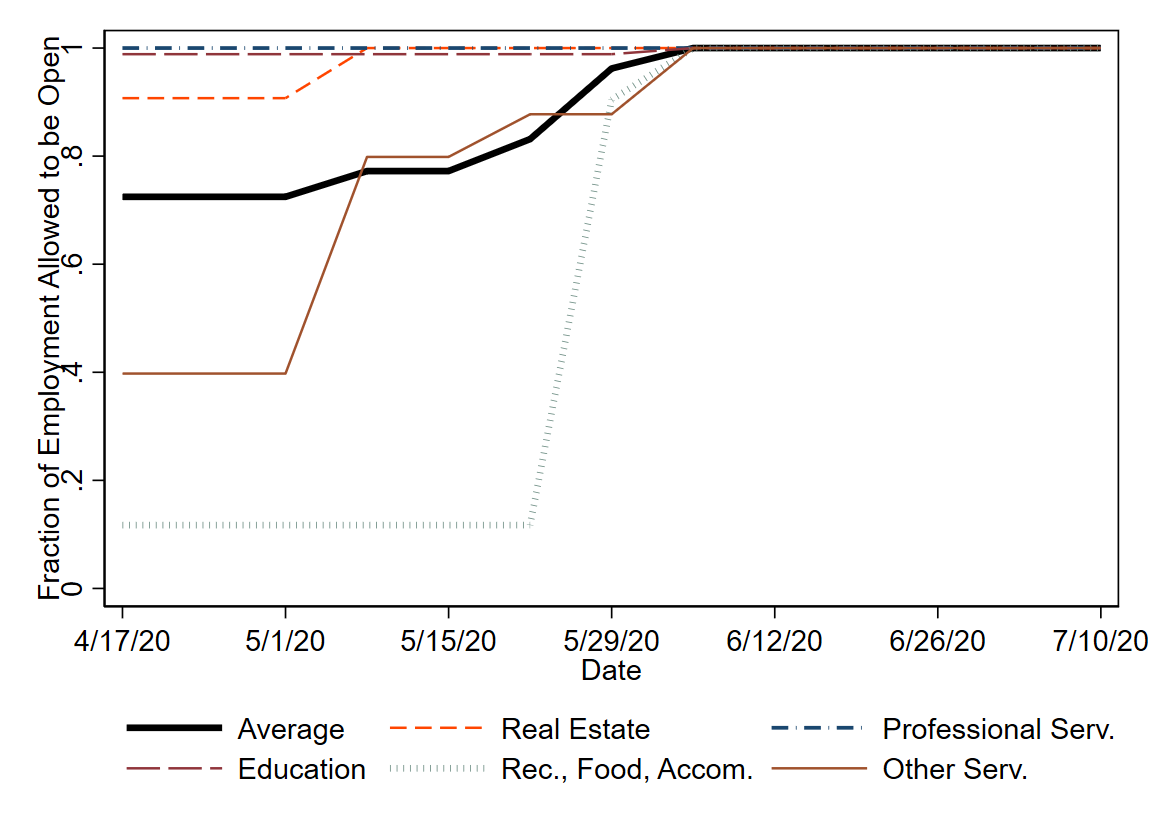 Fraction of Employment Allowed to be Open
1
.8
.6
.4
.2
0
4/17/20 5/1/20 5/15/20 5/29/20 6/12/20 6/26/20 7/10/20
Date
Average Real Estate Professional Serv.
Education Rec., Food, Accom. Other Serv.